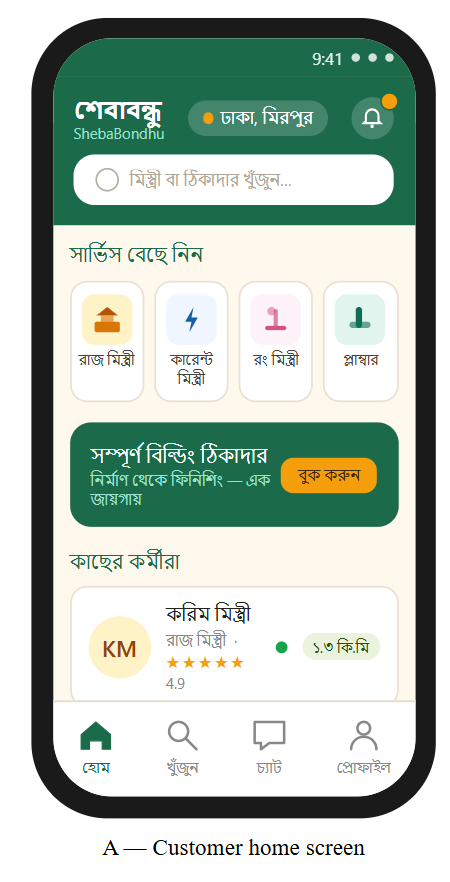 9:41
শেবাবন্ধু
ShebaBondhu
ঢাকা, মিরপুর
মিস্ত্রী বা ঠিকাদার খুঁজুন...
সার্ভিস বেছে নিন
রাজ মিস্ত্রী
কারেন্ট
মিস্ত্রী
রং মিস্ত্রী
প্লাম্বার
সম্পূর্ণ বিল্ডিং ঠিকাদার
নির্মাণ থেকে ফিনিশিং — এক
জায়গায়
বুক করুন
কাছের কর্মীরা
KM
করিম মিস্ত্রী
রাজ মিস্ত্রী ·
★★★★★
4.9
১.৩ কি.মি
হোম
খুঁজুন
চ্যাট
প্রোফাইল
A — Customer home screen